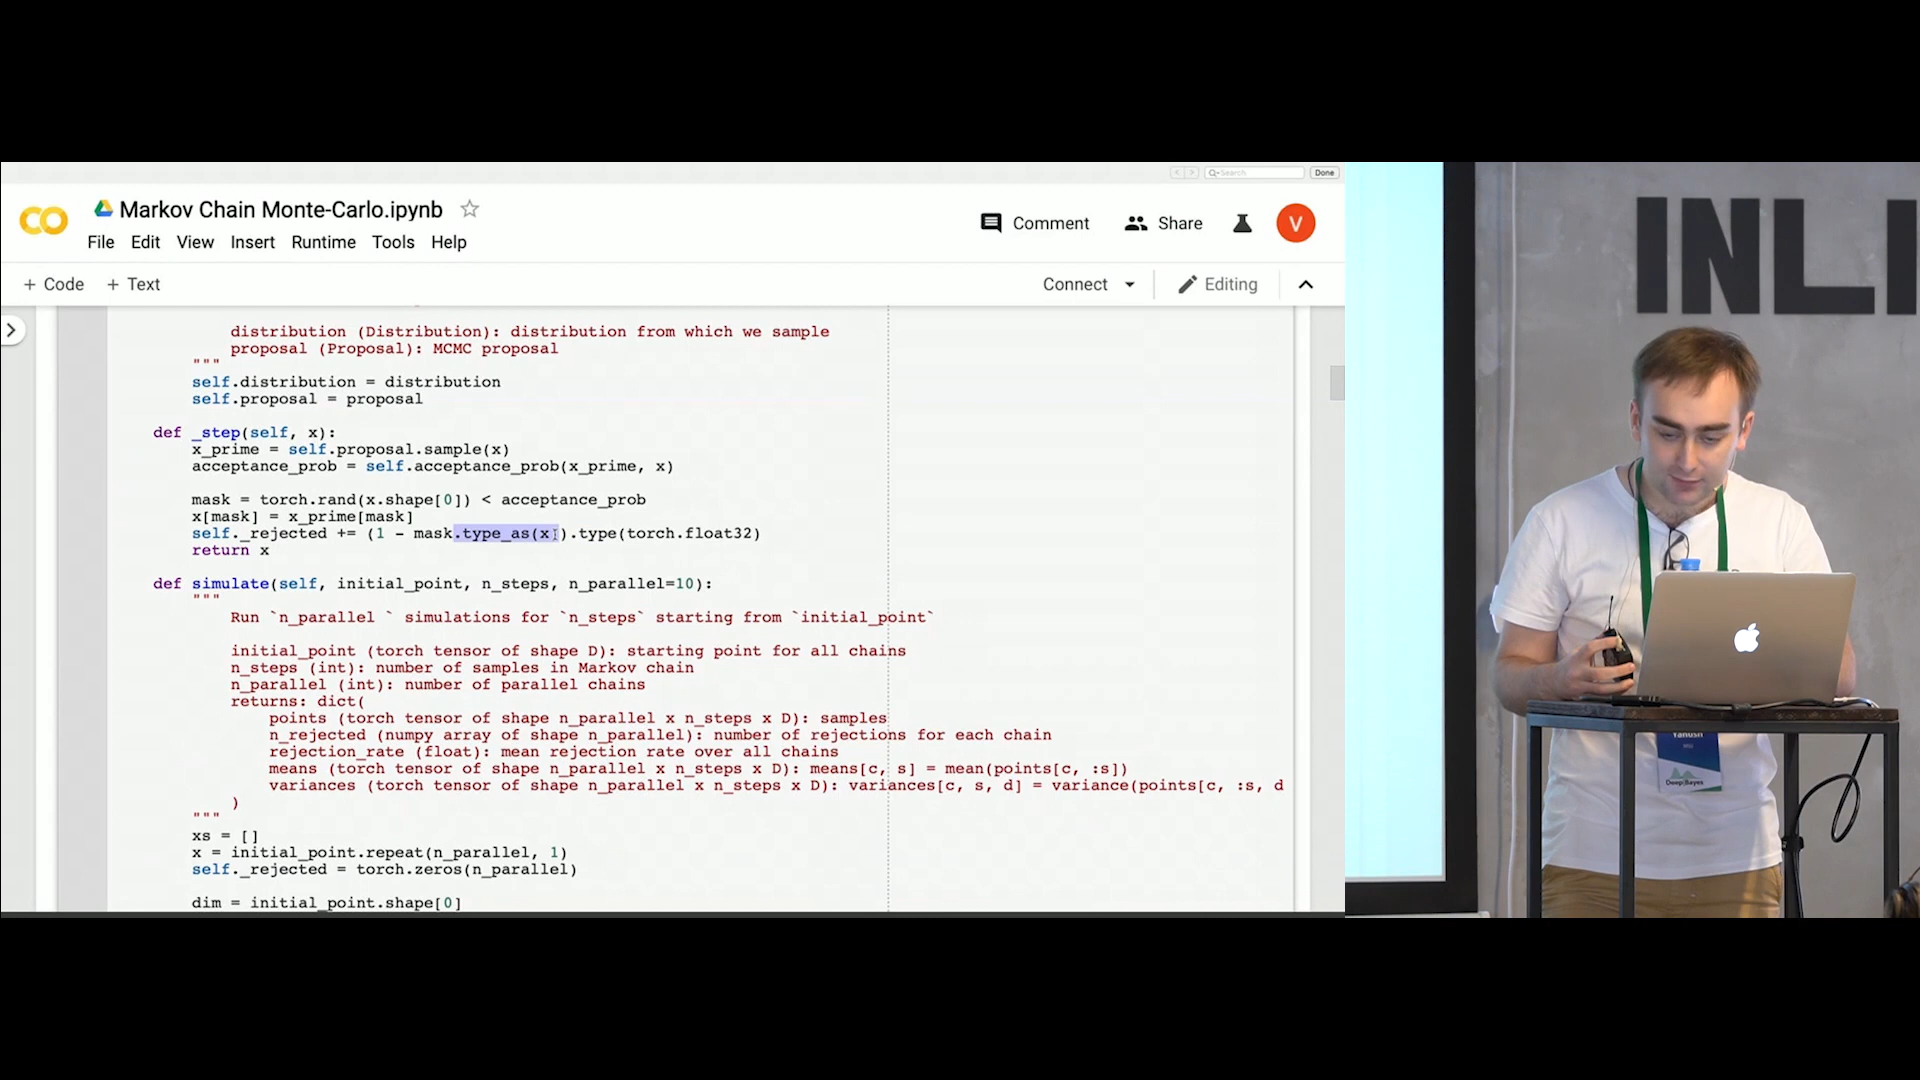 Search
Done
Markov Chain Monte-Carlo.ipynb
Comment
Share
V
File Edit View Insert Runtime Tools Help
+ Code + Text
Connect
Editing
distribution (Distribution): distribution from which we sample
proposal (Proposal): MCMC proposal
"""
self.distribution = distribution
self.proposal = proposal
def _step(self, x):
x_prime = self.proposal.sample(x)
acceptance_prob = self.acceptance_prob(x_prime, x)
mask = torch.rand(x.shape[0]) < acceptance_prob
x[mask] = x_prime[mask]
self._rejected += (1 - mask.type_as(x)).type(torch.float32)
return x
def simulate(self, initial_point, n_steps, n_parallel=10):
"""
Run `n_parallel ` simulations for `n_steps` starting from `initial_point`
initial_point (torch tensor of shape D): starting point for all chains
n_steps (int): number of samples in Markov chain
n_parallel (int): number of parallel chains
returns: dict(
points (torch tensor of shape n_parallel x n_steps x D): samples
n_rejected (numpy array of shape n_parallel): number of rejections for each chain
rejection_rate (float): mean rejection rate over all chains
means (torch tensor of shape n_parallel x n_steps x D): means[c, s] = mean(points[c, :s])
variances (torch tensor of shape n_parallel x n_steps x D): variances[c, s, d] = variance(points[c, :s, d
)
"""
xs = []
x = initial_point.repeat(n_parallel, 1)
self._rejected = torch.zeros(n_parallel)
dim = initial_point.shape[0]
INLI
Deep|Bayes